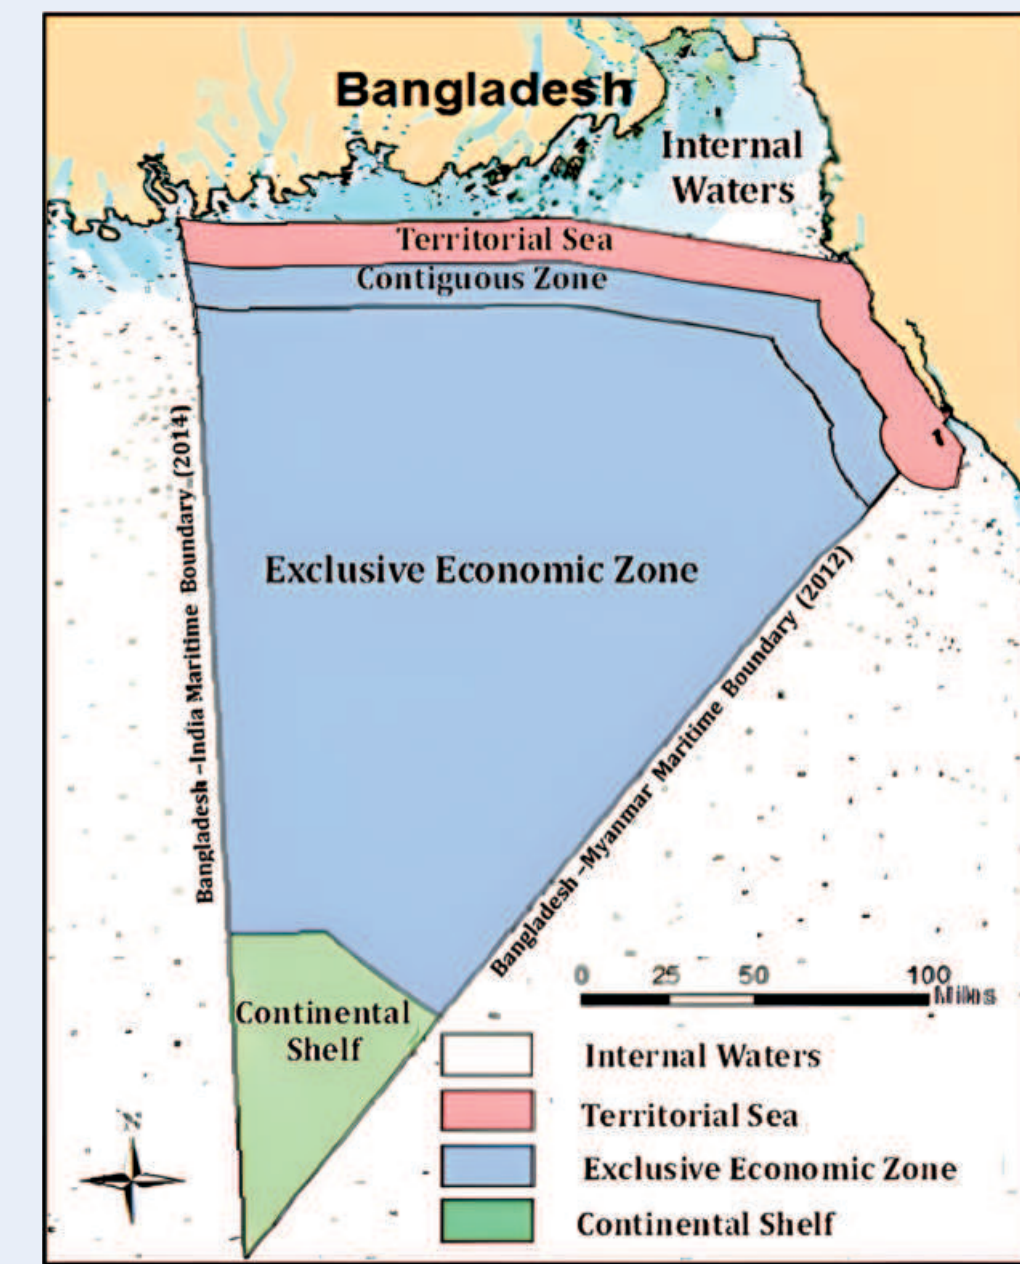 Bangladesh
Internal
Waters
Territorial Sea
Contiguous Zone
Bangladesh -India Maritime Boundary (2014)
Exclusive Economic Zone
Bangladesh -Myanmar Maritime Boundary (2012)
Continental
Shelf
0 25 50 100
Miles
N
Internal Waters
Territorial Sea
Exclusive Economic Zone
Continental Shelf